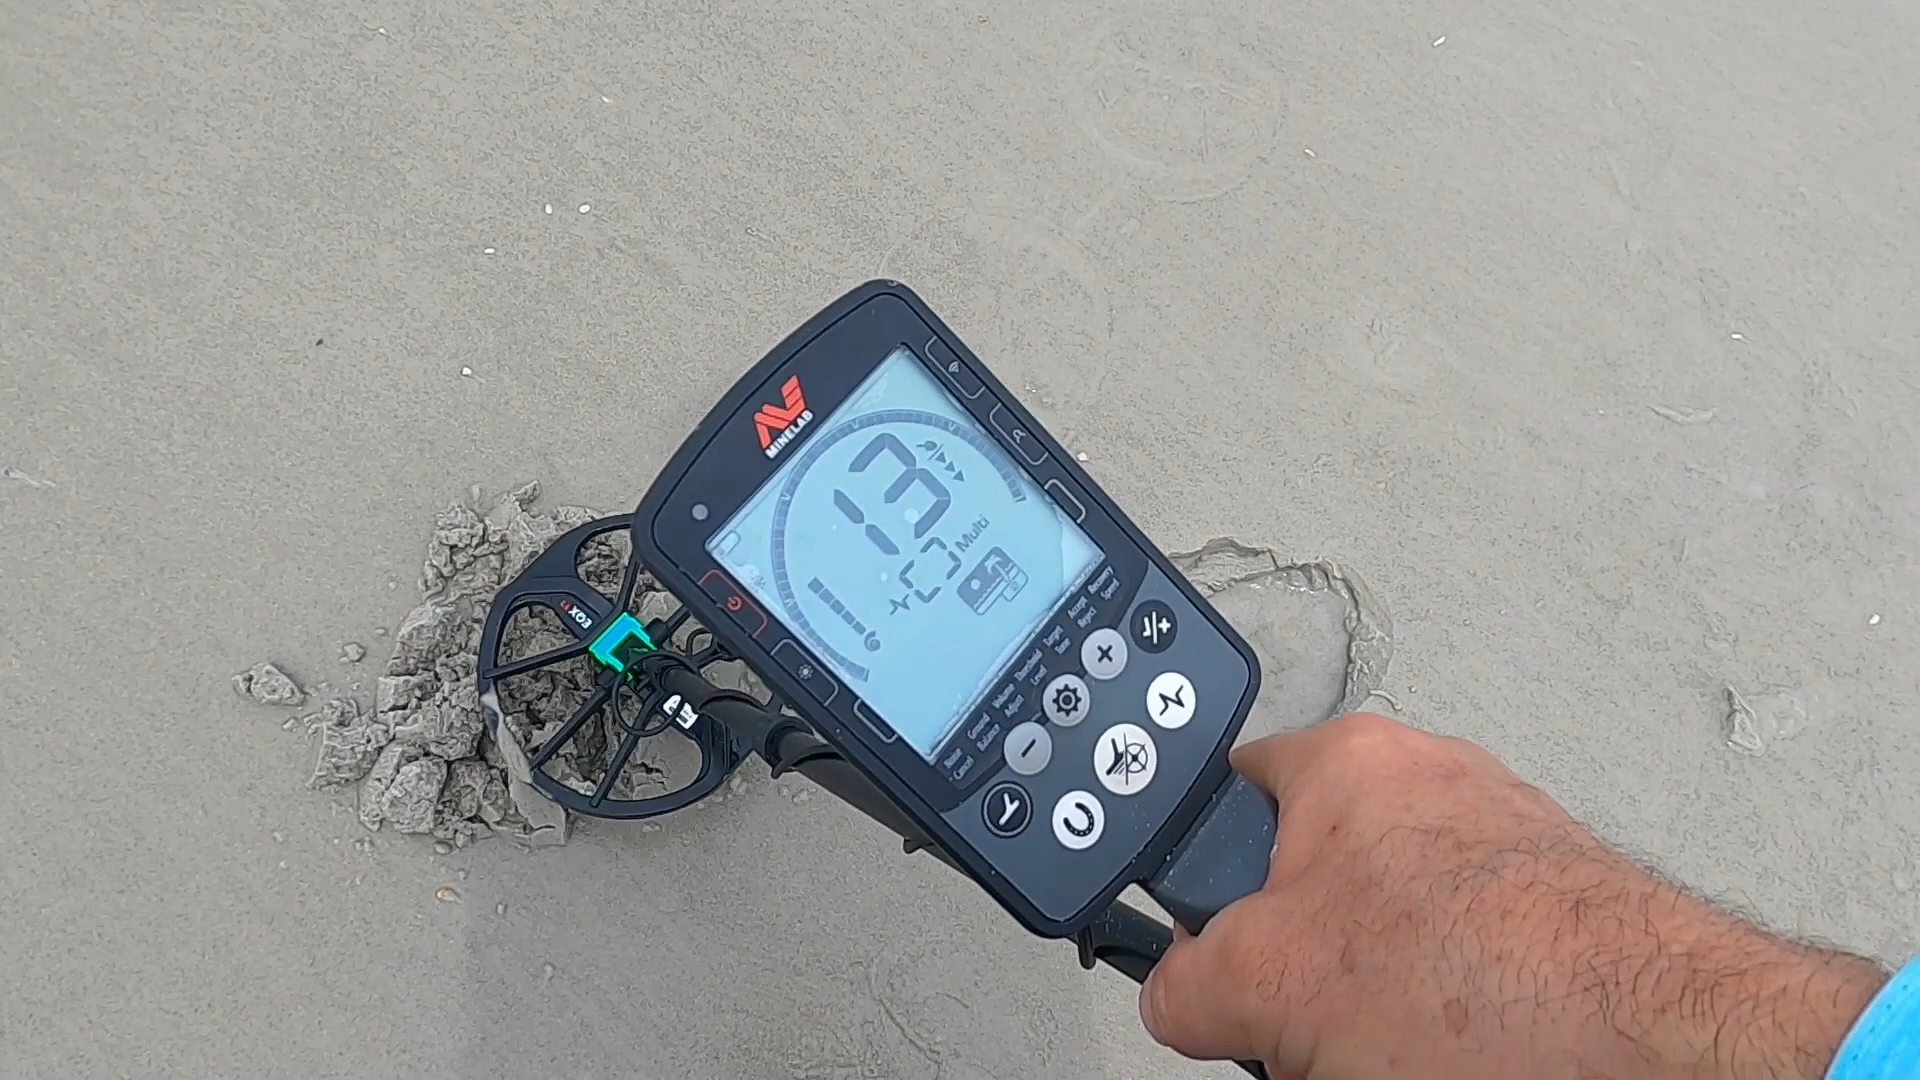 MINELAB
13
Multi
EQX 11
Noise
Cancel
Ground
Balance
Volume
Adjust
Threshold
Level
Target
Tone
Accept
Reject
Recovery
Speed